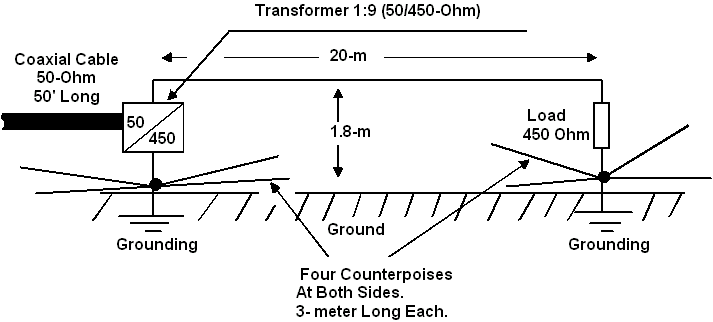 Transformer 1:9 (50/450-Ohm)
Coaxial Cable
50-Ohm
50' Long
20-m
50
450
1.8-m
Load
450 Ohm
Ground
Grounding
Grounding
Four Counterpoises
At Both Sides.
3- meter Long Each.